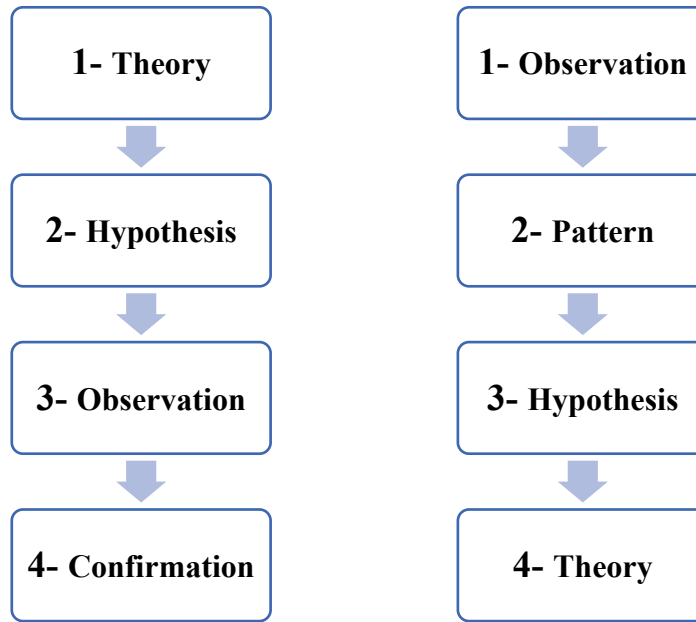 1- Theory
2- Hypothesis
3- Observation
4- Confirmation
1- Observation
2- Pattern
3- Hypothesis
4- Theory